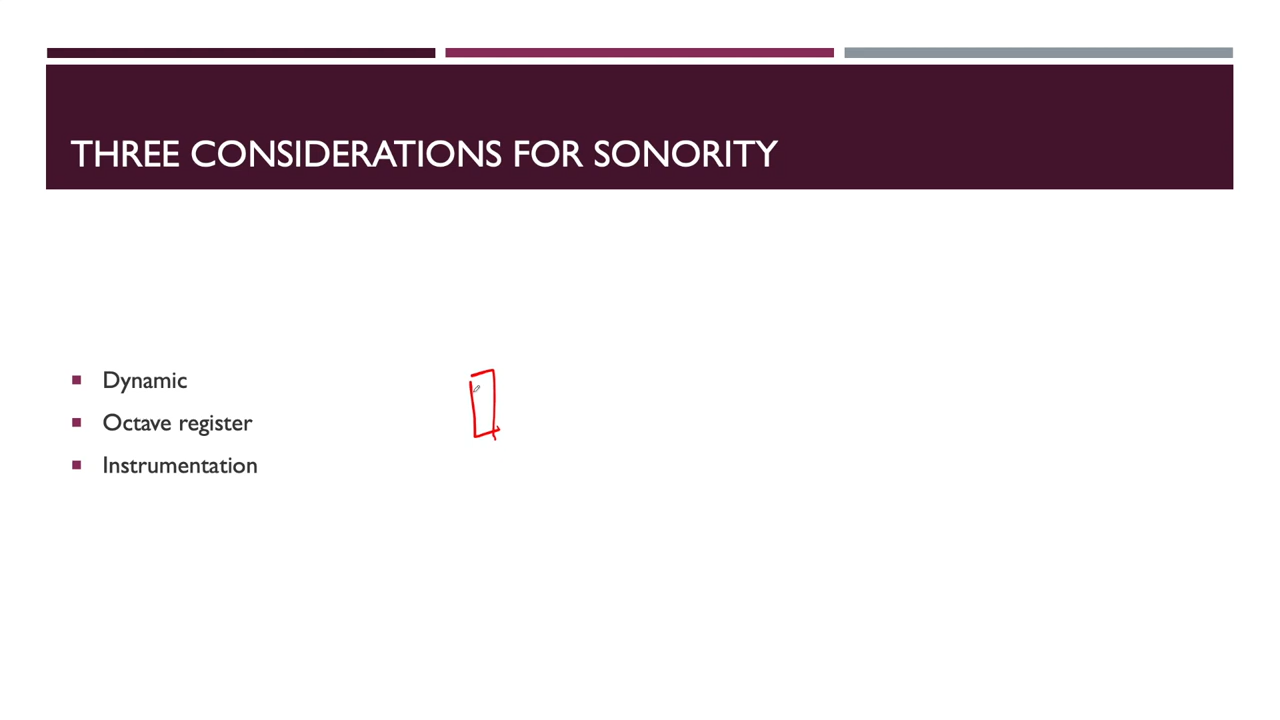 THREE CONSIDERATIONS FOR SONORITY
Dynamic
Octave register
Instrumentation